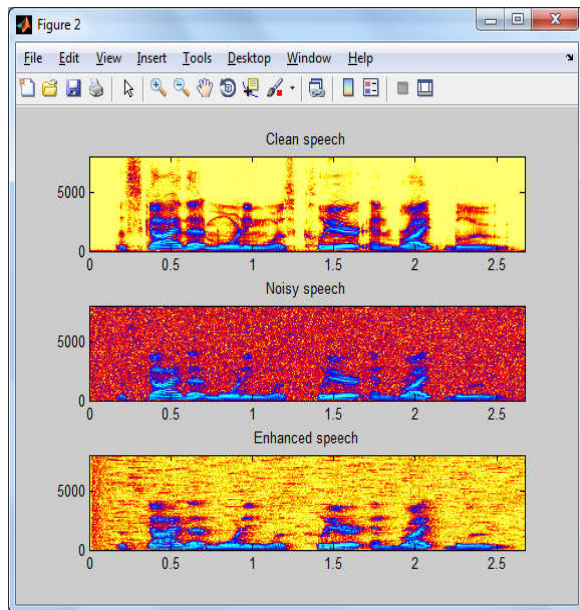 Figure 2
File Edit View Insert Tools Desktop Window Help
Clean speech
5000
0
0 0.5 1 1.5 2 2.5
Noisy speech
5000
0
0 0.5 1 1.5 2 2.5
Enhanced speech
5000
0
0 0.5 1 1.5 2 2.5